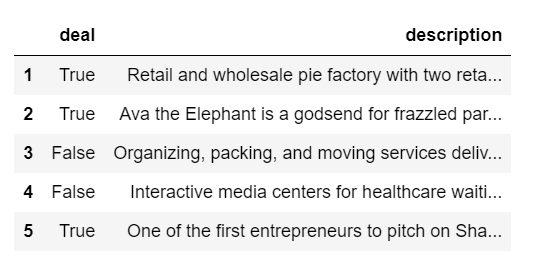 deal description
1 True Retail and wholesale pie factory with two reta...
2 True Ava the Elephant is a godsend for frazzled par...
3 False Organizing, packing, and moving services deliv...
4 False Interactive media centers for healthcare waiti...
5 True One of the first entrepreneurs to pitch on Sha...